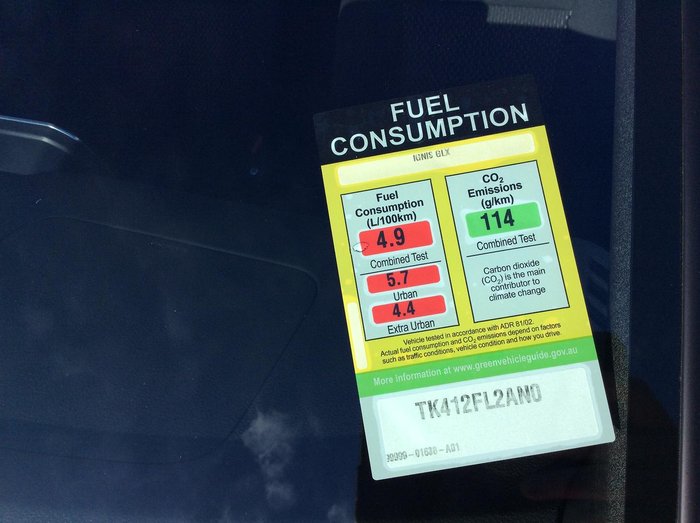 FUEL
CONSUMPTION
IGNIS GLX
Fuel
Consumption
(L/100km)
4.9
Combined Test
5.7
Urban
4.4
Extra Urban
CO₂
Emissions
(g/km)
114
Combined Test
Carbon dioxide
(CO₂) is the main
contributor to
climate change
Vehicle tested in accordance with ADR 81/02.
Actual fuel consumption and CO₂ emissions depend on factors
such as traffic conditions, vehicle condition and how you drive.
More information at www.greenvehicleguide.gov.au
TK412FL2AN0